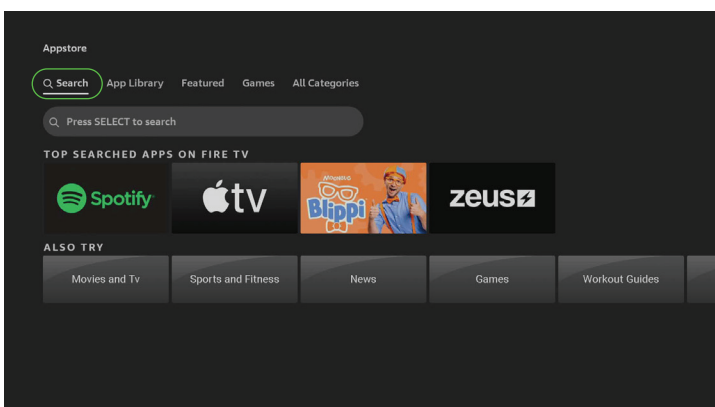 Appstore
Search App Library Featured Games All Categories
Press SELECT to search
TOP SEARCHED APPS ON FIRE TV
Spotify tv MOONBUG Blippi zeus
ALSO TRY
Movies and Tv Sports and Fitness News Games Workout Guides